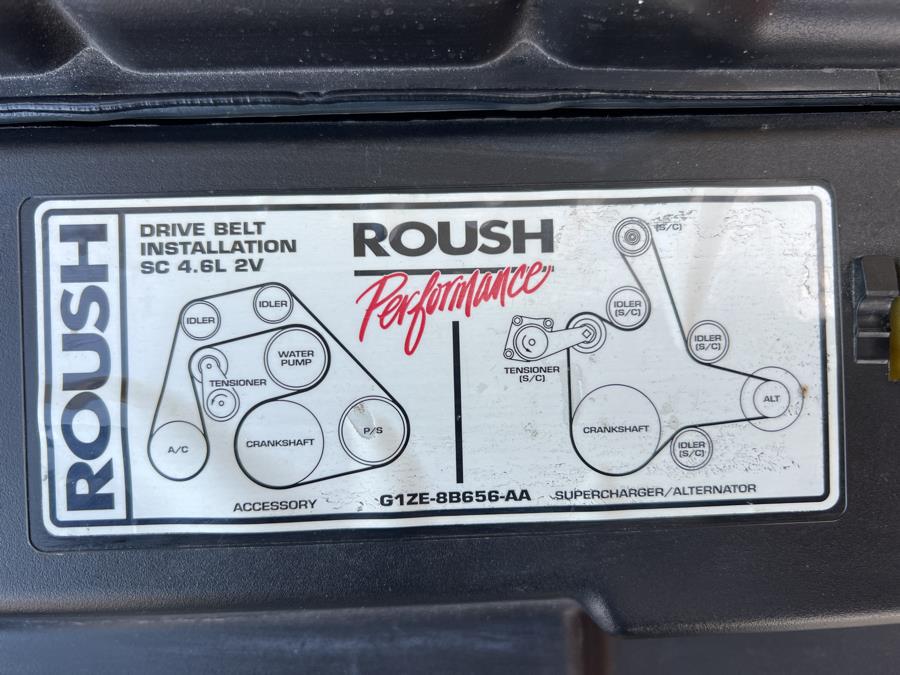 ROUSH
DRIVE BELT
INSTALLATION
SC 4.6L 2V
ROUSH
Performance
IDLER
IDLER
WATER
PUMP
TENSIONER
A/C
CRANKSHAFT
P/S
ACCESSORY
(S/C)
IDLER
(S/C)
IDLER
(S/C)
TENSIONER
(S/C)
ALT
CRANKSHAFT
IDLER
(S/C)
G1ZE-8B656-AA
SUPERCHARGER/ALTERNATOR